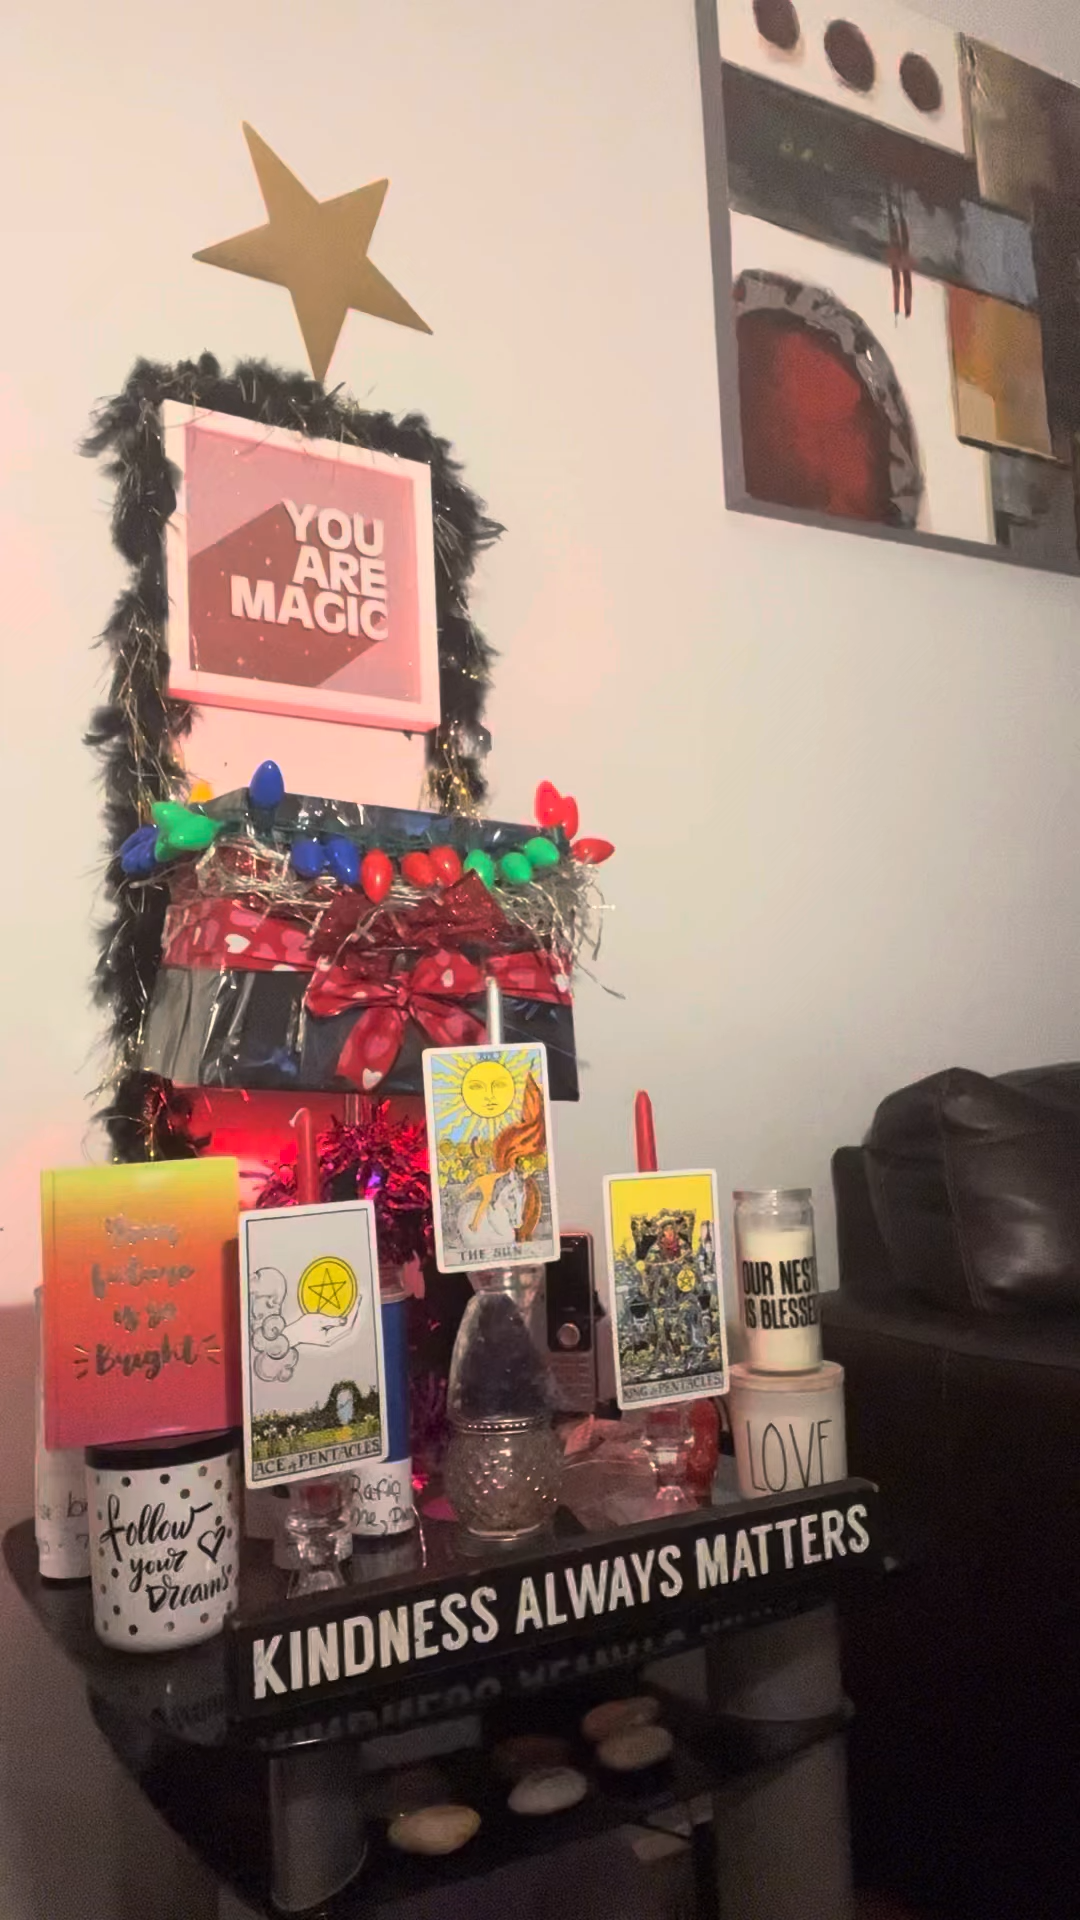 YOU
ARE
MAGIC
Your
future
is so
Bright
THE SUN
ACE of PENTACLES
KING of PENTACLES
OUR NEST
IS BLESSED
LOVE
follow
your
Dreams
KINDNESS ALWAYS MATTERS